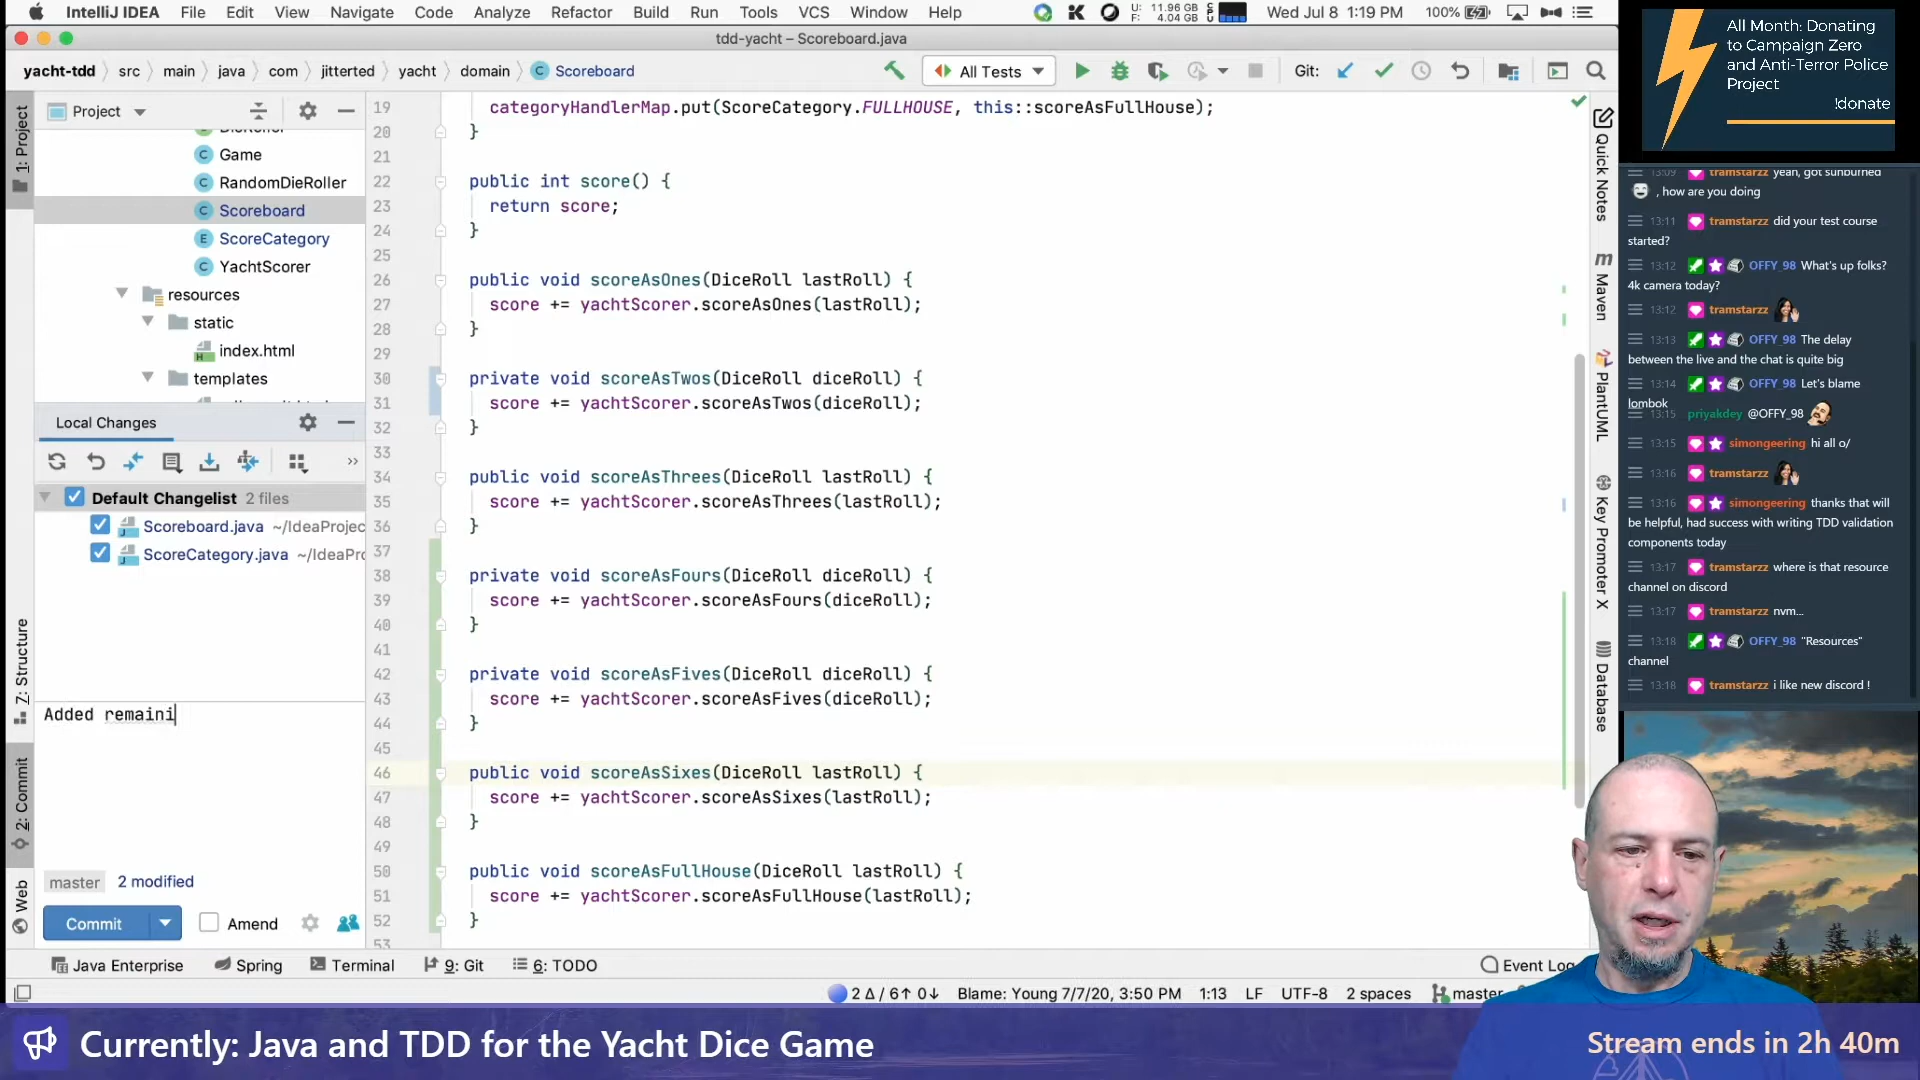 IntelliJ IDEA File Edit View Navigate Code Analyze Refactor Build Run Tools VCS Window Help
U: 11.96 GB
F: 4.04 GB
Wed Jul 8 1:19 PM 100%
tdd-yacht – Scoreboard.java
yacht-tdd src main java com jitterted yacht domain Scoreboard
All Tests
Git:
1: Project
Project
DieRoller
Game
RandomDieRoller
Scoreboard
ScoreCategory
YachtScorer
resources
static
index.html
templates
Local Changes
Default Changelist 2 files
Scoreboard.java ~/IdeaProjec
ScoreCategory.java ~/IdeaPro
Z: Structure
2: Commit
Web
Added remaini
master 2 modified
Commit Amend
19 categoryHandlerMap.put(ScoreCategory.FULLHOUSE, this::scoreAsFullHouse);
20 }
21
22 public int score() {
23 return score;
24 }
25
26 public void scoreAsOnes(DiceRoll lastRoll) {
27 score += yachtScorer.scoreAsOnes(lastRoll);
28 }
29
30 private void scoreAsTwos(DiceRoll diceRoll) {
31 score += yachtScorer.scoreAsTwos(diceRoll);
32 }
33
34 public void scoreAsThrees(DiceRoll lastRoll) {
35 score += yachtScorer.scoreAsThrees(lastRoll);
36 }
37
38 private void scoreAsFours(DiceRoll diceRoll) {
39 score += yachtScorer.scoreAsFours(diceRoll);
40 }
41
42 private void scoreAsFives(DiceRoll diceRoll) {
43 score += yachtScorer.scoreAsFives(diceRoll);
44 }
45
46 public void scoreAsSixes(DiceRoll lastRoll) {
47 score += yachtScorer.scoreAsSixes(lastRoll);
48 }
49
50 public void scoreAsFullHouse(DiceRoll lastRoll) {
51 score += yachtScorer.scoreAsFullHouse(lastRoll);
52 }
53
Quick Notes
Maven
PlantUML
Key Promoter X
Database
Java Enterprise Spring Terminal 9: Git 6: TODO
Event Log
2 Δ / 6↑ 0↓ Blame: Young 7/7/20, 3:50 PM 1:13 LF UTF-8 2 spaces master
All Month: Donating
to Campaign Zero
and Anti-Terror Police
Project
!donate
13:09 tramstarzz yeah, got sunburned
, how are you doing
13:11 tramstarzz did your test course
started?
13:12 OFFY_98 What's up folks?
4k camera today?
13:12 tramstarzz
13:13 OFFY_98 The delay
between the live and the chat is quite big
13:14 OFFY_98 Let's blame
lombok
13:15 priyakdey @OFFY_98
13:15 simongeering hi all o/
13:16 tramstarzz
13:16 simongeering thanks that will
be helpful, had success with writing TDD validation
components today
13:17 tramstarzz where is that resource
channel on discord
13:17 tramstarzz nvm...
13:18 OFFY_98 "Resources"
channel
13:18 tramstarzz i like new discord !
Currently: Java and TDD for the Yacht Dice Game
Stream ends in 2h 40m